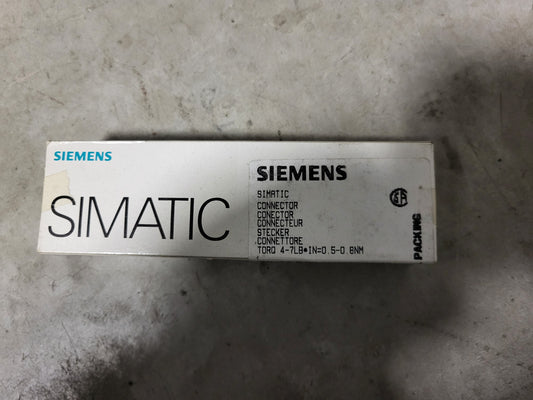 SIEMENS
SIMATIC
SIEMENS
SIMATIC
CONNECTOR
CONECTOR
CONNECTEUR
STECKER
CONNETTORE
TORQ 4-7LB*IN=0.5-0.8NM
PACKING